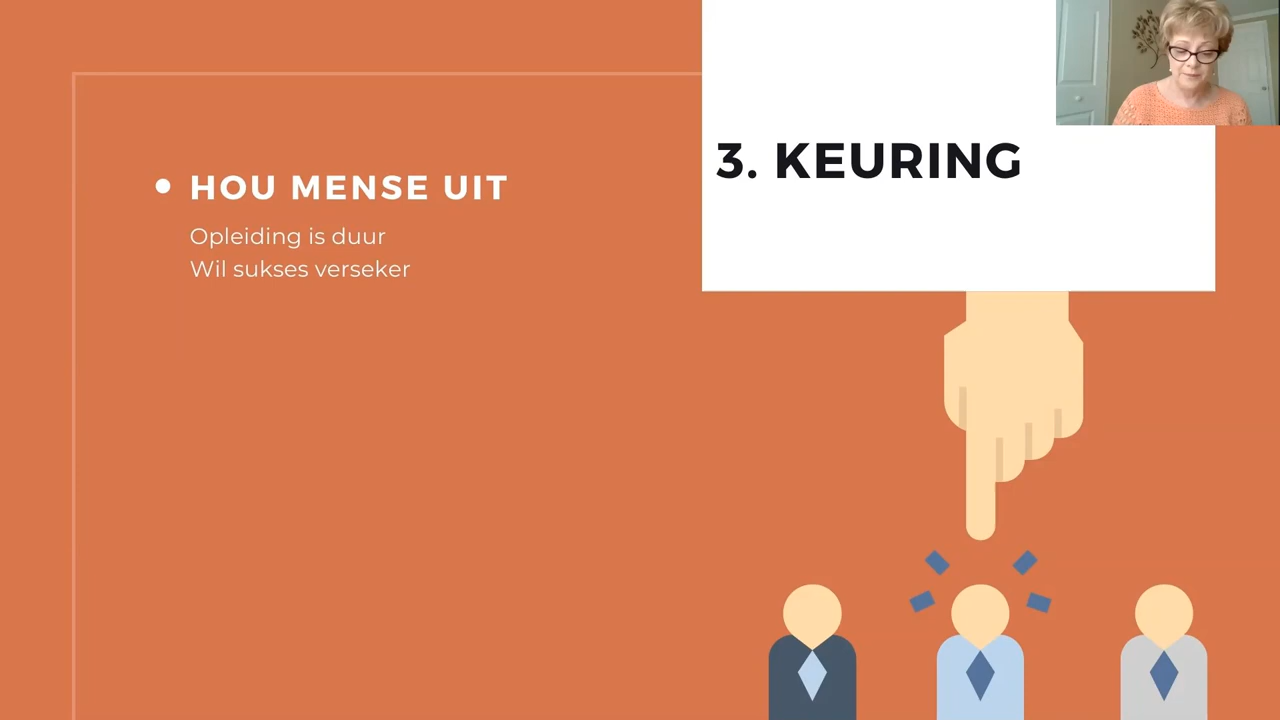 3. KEURING
HOU MENSE UIT
Opleiding is duur
Wil sukses verseker